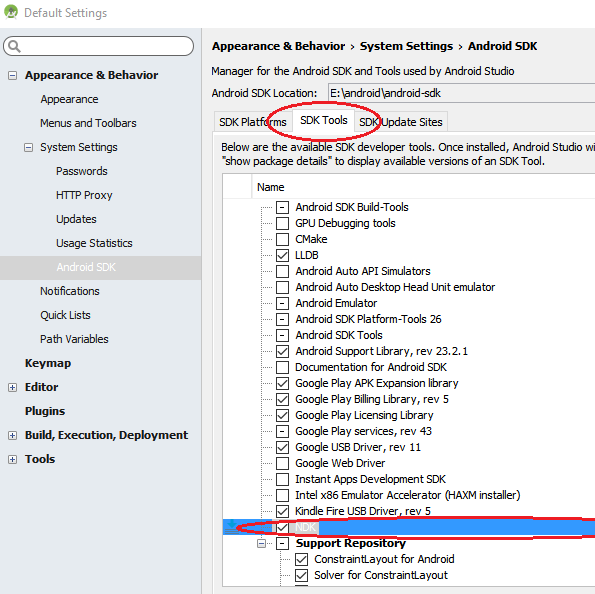 Default Settings
Appearance & Behavior
Appearance
Menus and Toolbars
System Settings
Passwords
HTTP Proxy
Updates
Usage Statistics
Android SDK
Notifications
Quick Lists
Path Variables
Keymap
Editor
Plugins
Build, Execution, Deployment
Tools
Appearance & Behavior › System Settings › Android SDK
Manager for the Android SDK and Tools used by Android Studio
Android SDK Location: E:\android\android-sdk
SDK Platforms SDK Tools SDK Update Sites
Below are the available SDK developer tools. Once installed, Android Studio wi
"show package details" to display available versions of an SDK Tool.
Name
Android SDK Build-Tools
GPU Debugging tools
CMake
LLDB
Android Auto API Simulators
Android Auto Desktop Head Unit emulator
Android Emulator
Android SDK Platform-Tools 26
Android SDK Tools
Android Support Library, rev 23.2.1
Documentation for Android SDK
Google Play APK Expansion library
Google Play Billing Library, rev 5
Google Play Licensing Library
Google Play services, rev 43
Google USB Driver, rev 11
Google Web Driver
Instant Apps Development SDK
Intel x86 Emulator Accelerator (HAXM installer)
Kindle Fire USB Driver, rev 5
NDK
Support Repository
ConstraintLayout for Android
Solver for ConstraintLayout